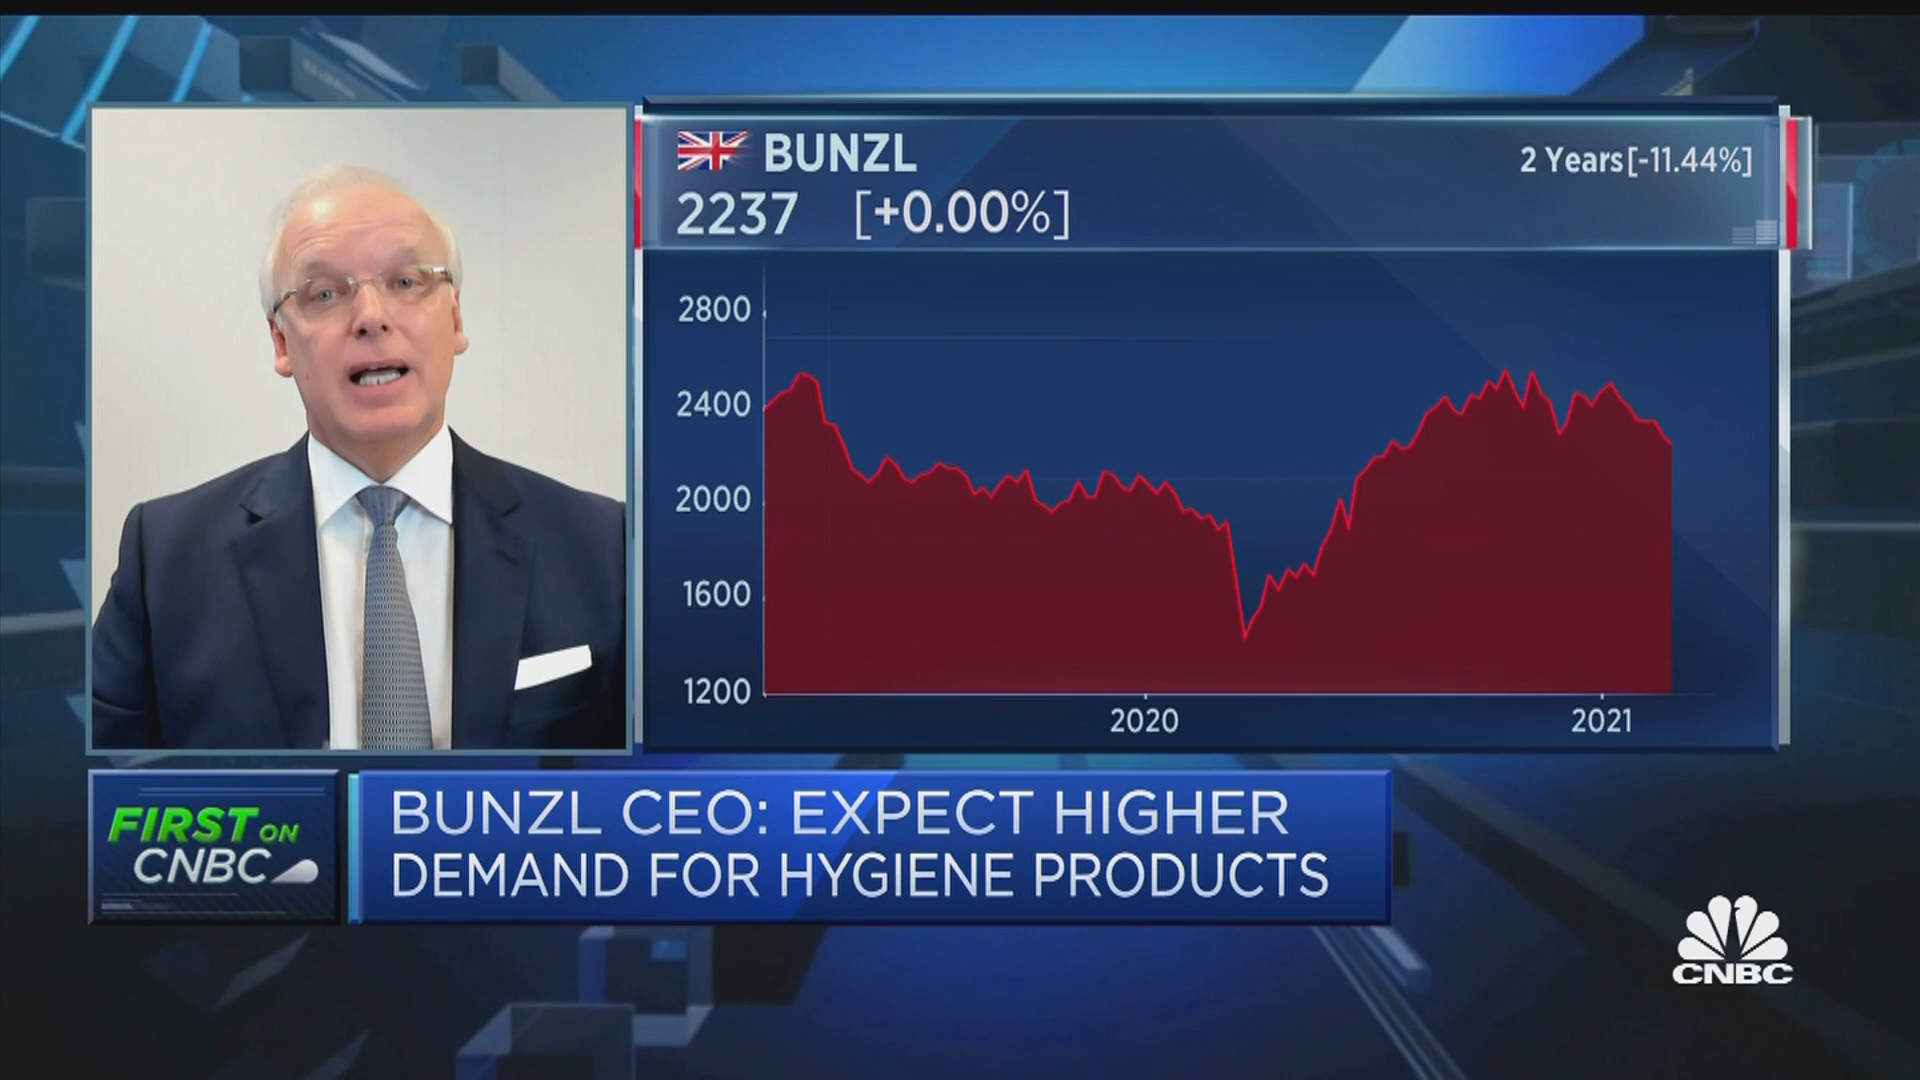 BUNZL
2 Years[-11.44%]
2237 [+0.00%]
2800
2400
2000
1600
1200
2020
2021
FIRST ON
CNBC
BUNZL CEO: EXPECT HIGHER
DEMAND FOR HYGIENE PRODUCTS
CNBC